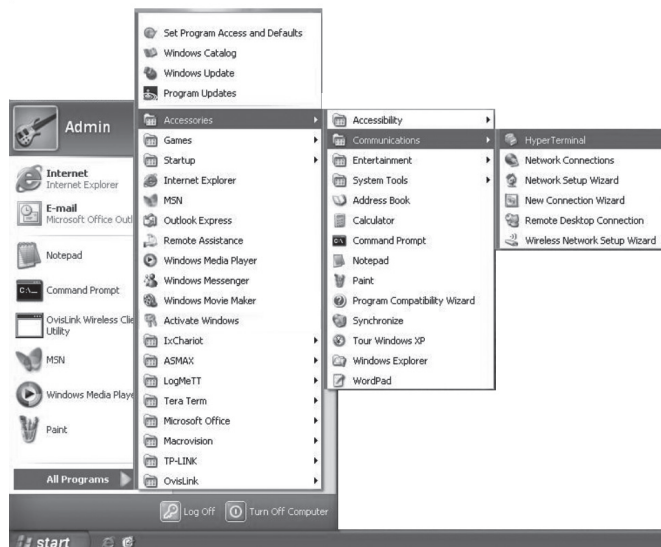 Admin
Internet
Internet Explorer
E-mail
Microsoft Office Outl
Notepad
Command Prompt
OvisLink Wireless Clie
Utility
MSN
Windows Media Playe
Paint
All Programs
Set Program Access and Defaults
Windows Catalog
Windows Update
Program Updates
Accessories
Games
Startup
Internet Explorer
MSN
Outlook Express
Remote Assistance
Windows Media Player
Windows Messenger
Windows Movie Maker
Activate Windows
IxChariot
ASMAX
LogMeTT
Tera Term
Microsoft Office
Macrovision
TP-LINK
OvisLink
Accessibility
Communications
Entertainment
System Tools
Address Book
Calculator
Command Prompt
Notepad
Paint
Program Compatibility Wizard
Synchronize
Tour Windows XP
Windows Explorer
WordPad
HyperTerminal
Network Connections
Network Setup Wizard
New Connection Wizard
Remote Desktop Connection
Wireless Network Setup Wizard
Log Off
Turn Off Computer
start